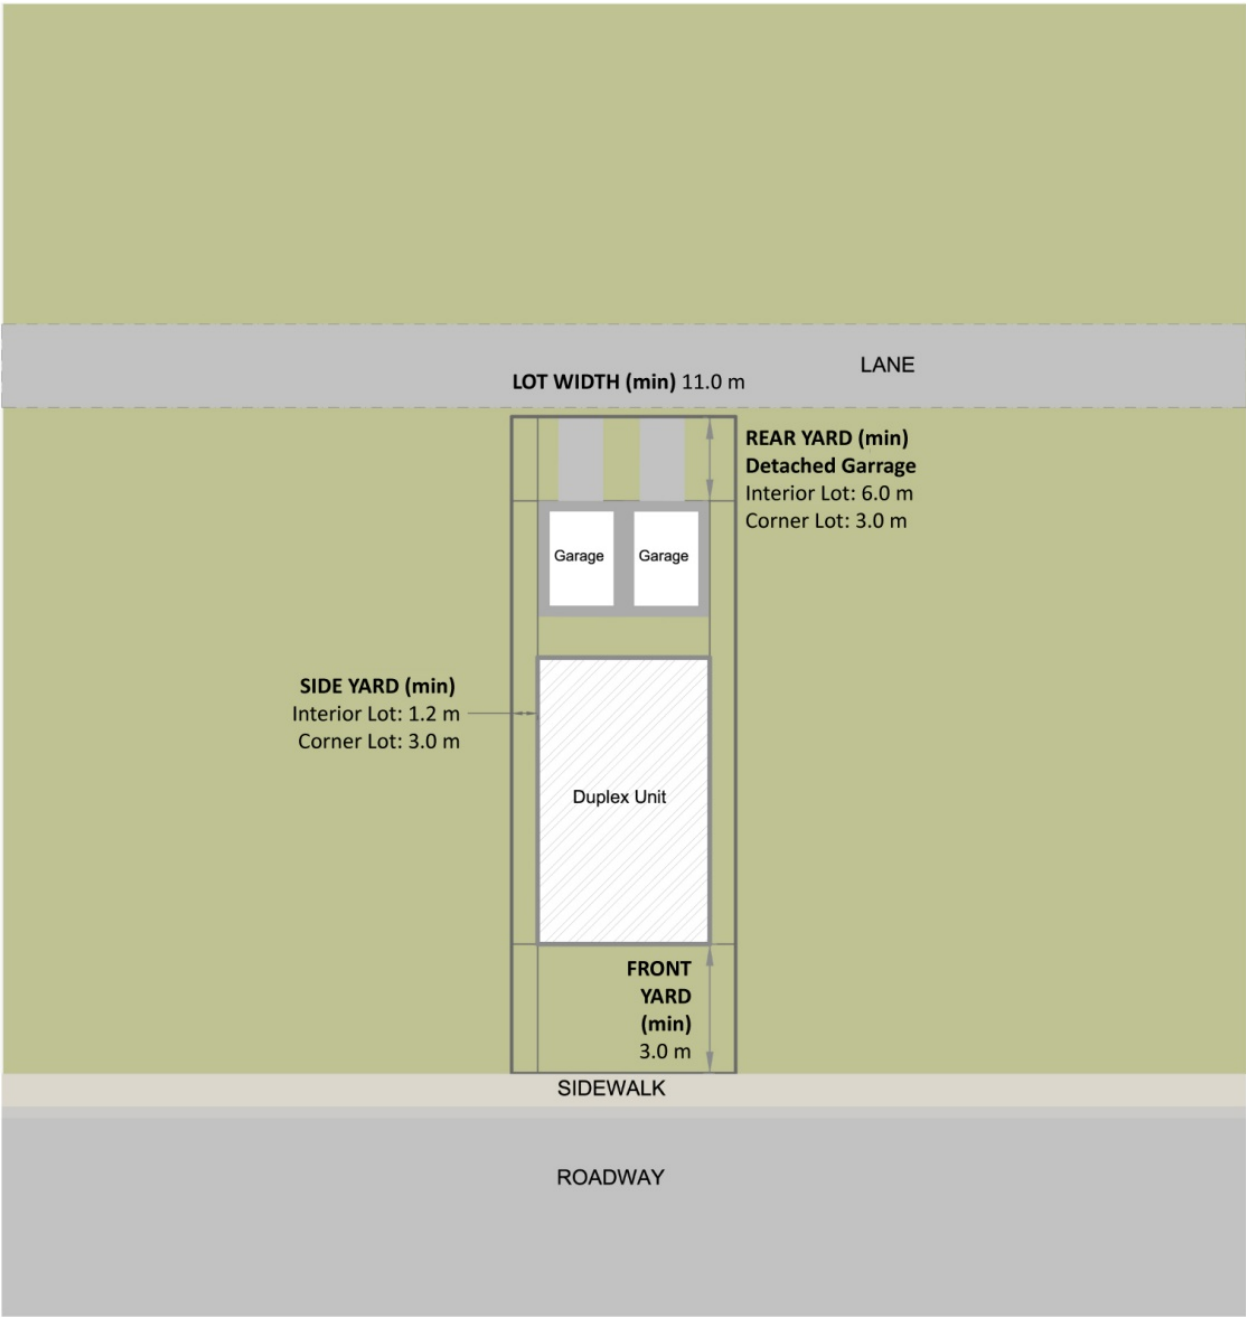 LANE
LOT WIDTH (min) 11.0 m
REAR YARD (min)
Detached Garrage
Interior Lot: 6.0 m
Corner Lot: 3.0 m
Garage
Garage
SIDE YARD (min)
Interior Lot: 1.2 m
Corner Lot: 3.0 m
Duplex Unit
FRONT
YARD
(min)
3.0 m
SIDEWALK
ROADWAY